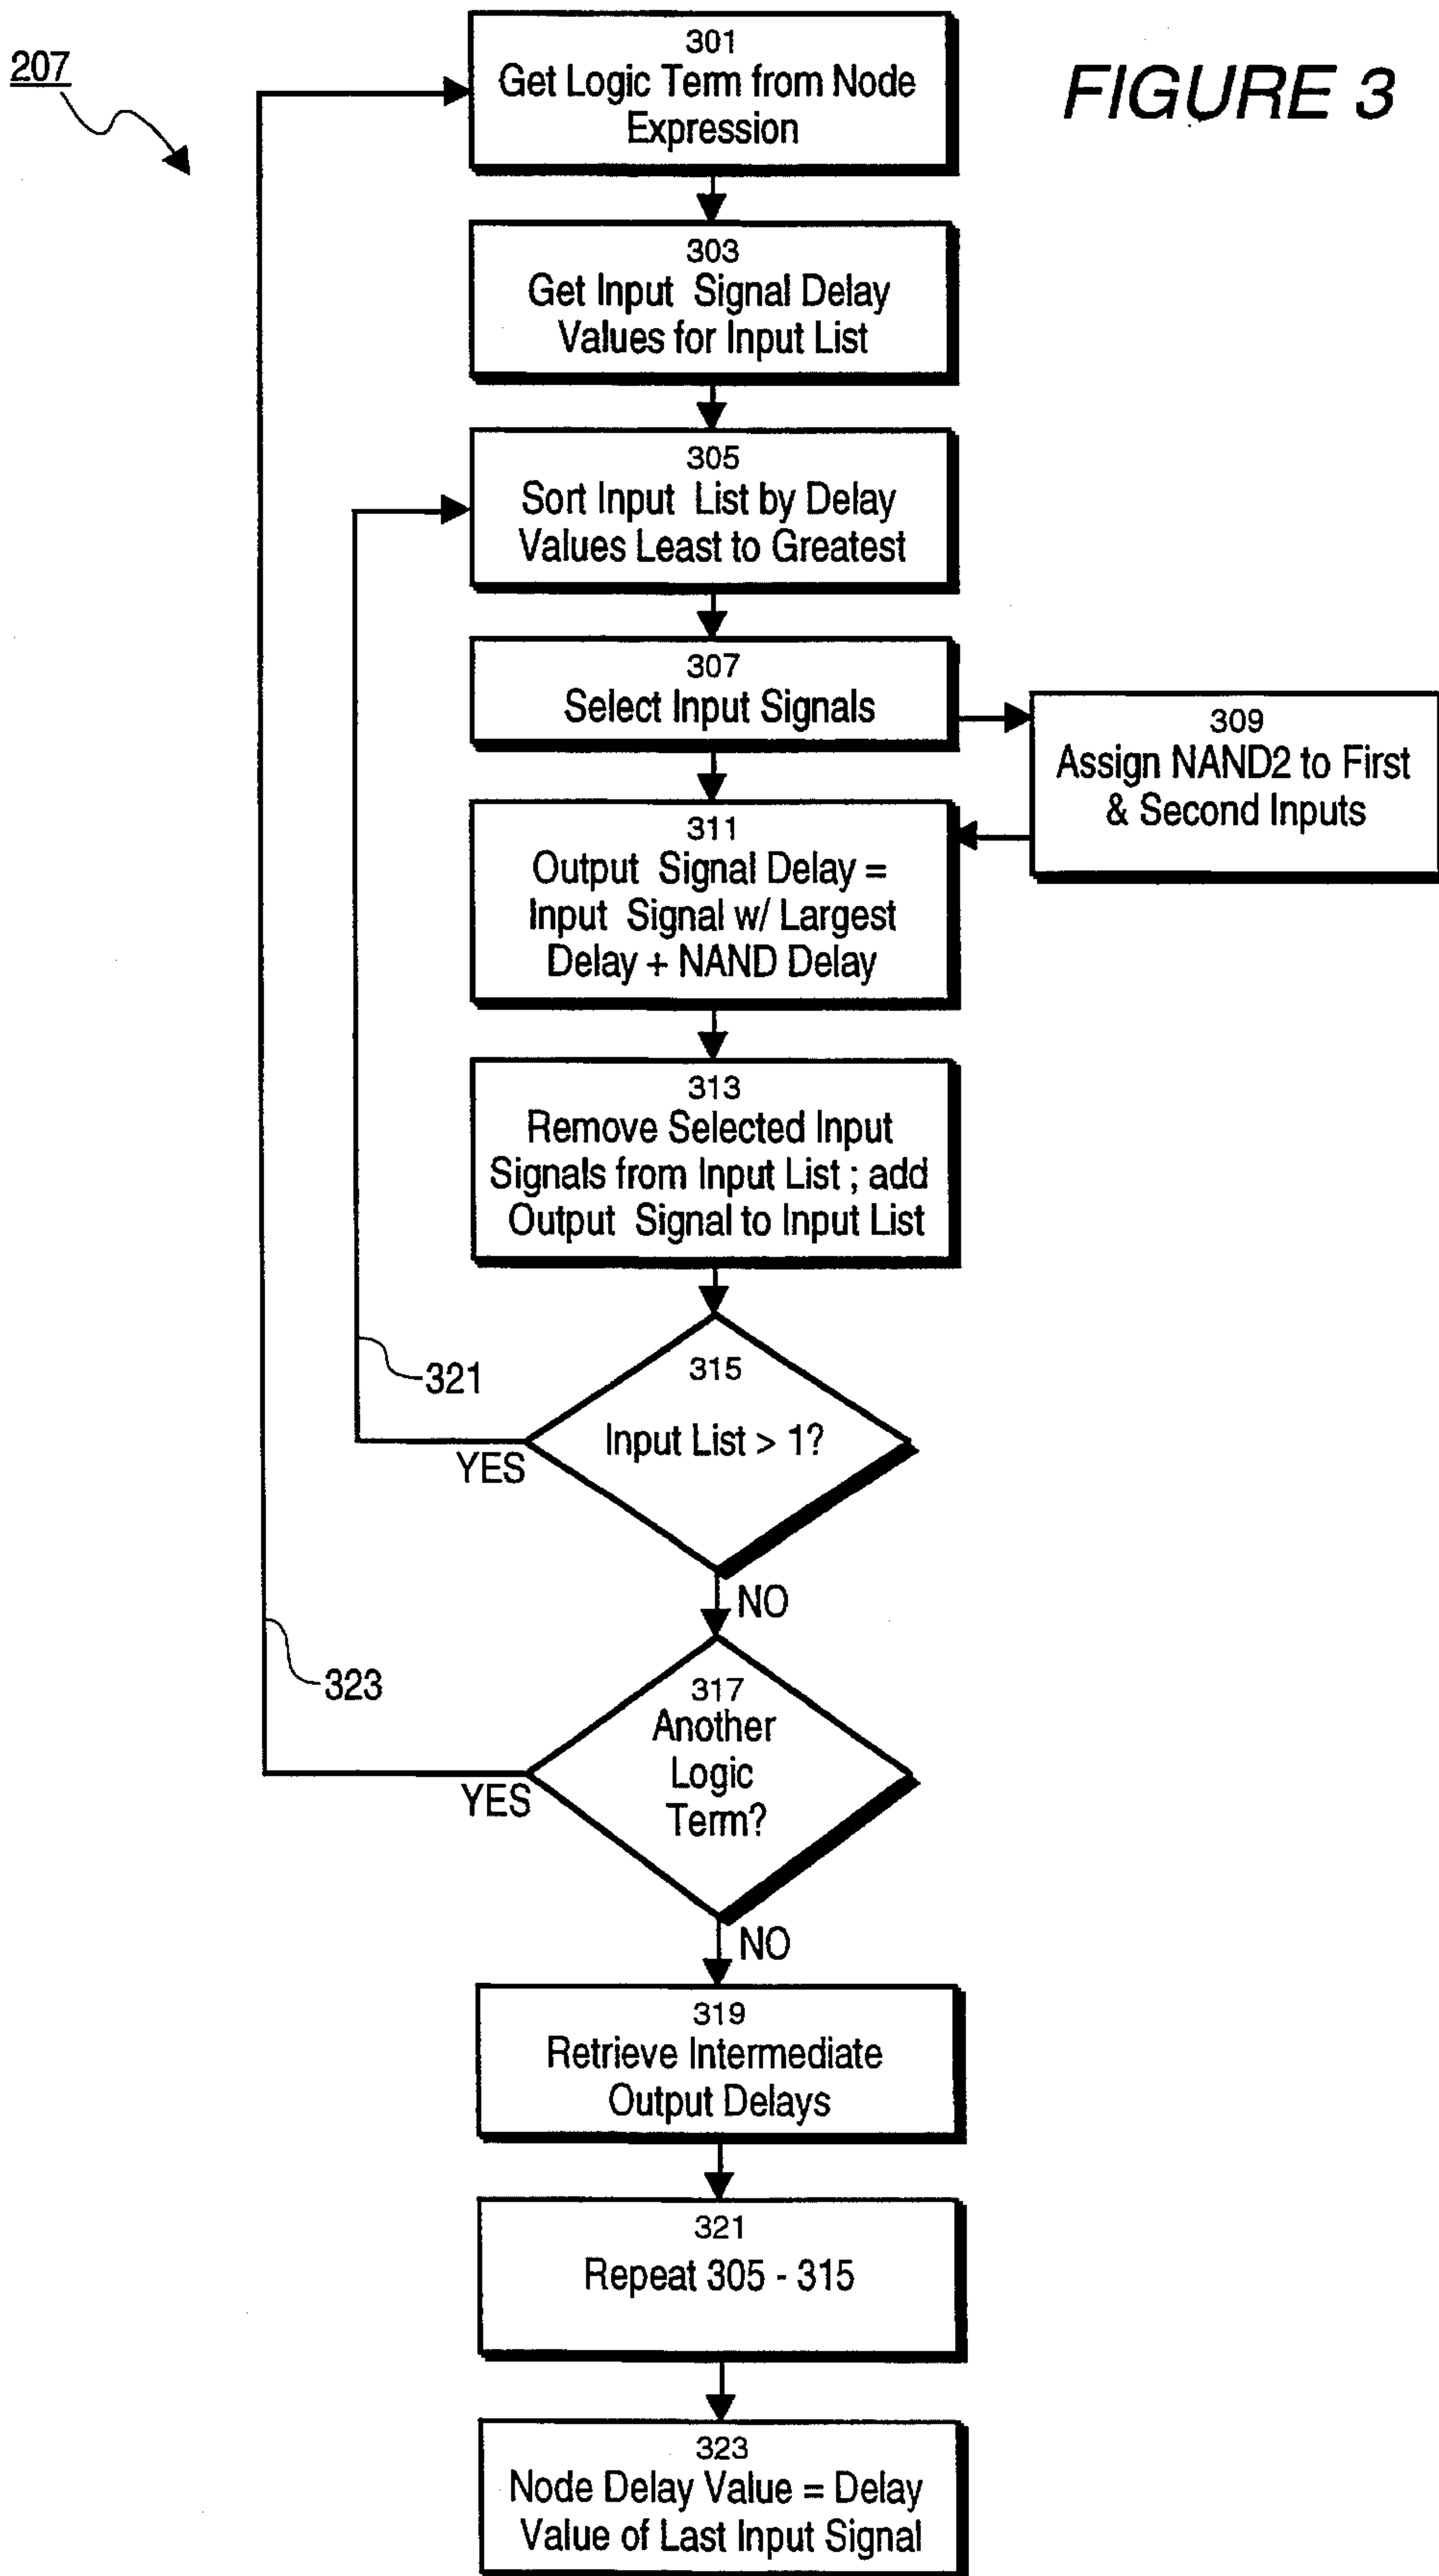 207
FIGURE 3
301
Get Logic Term from Node
Expression
303
Get Input Signal Delay
Values for Input List
305
Sort Input List by Delay
Values Least to Greatest
307
Select Input Signals
309
Assign NAND2 to First
& Second Inputs
311
Output Signal Delay =
Input Signal w/ Largest
Delay + NAND Delay
313
Remove Selected Input
Signals from Input List ; add
Output Signal to Input List
315
Input List > 1?
321
YES
NO
317
Another
Logic
Term?
323
YES
NO
319
Retrieve Intermediate
Output Delays
321
Repeat 305 - 315
323
Node Delay Value = Delay
Value of Last Input Signal